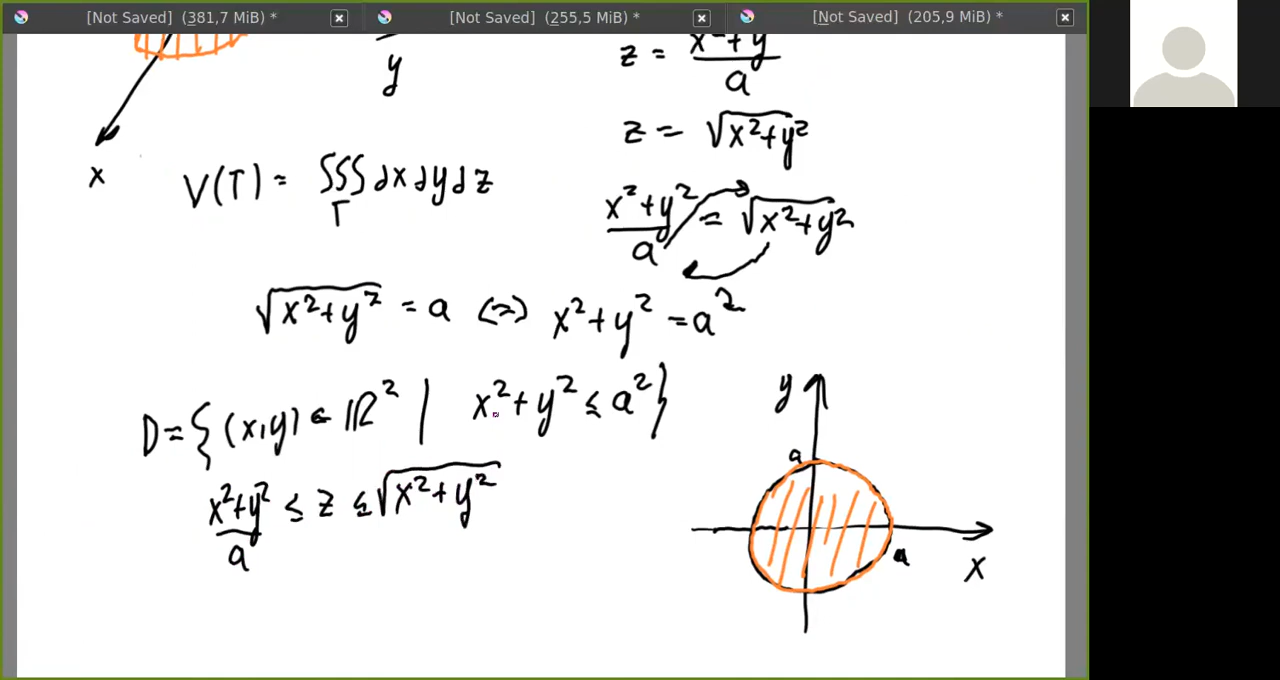 [Not Saved] (381,7 MiB) * [Not Saved] (255,5 MiB) * [Not Saved] (205,9 MiB) *
y
z = x²+y / a
z = √x²+y²
x
V(T) = ∫∫∫ dx dy dz
T
x²+y² / a = √x²+y²
√x²+y² = a (=) x²+y² = a²
D = { (x,y) ∈ ℝ² | x²+y² ≤ a² }
x²+y² / a ≤ z ≤ √x²+y²
y
a
a
x